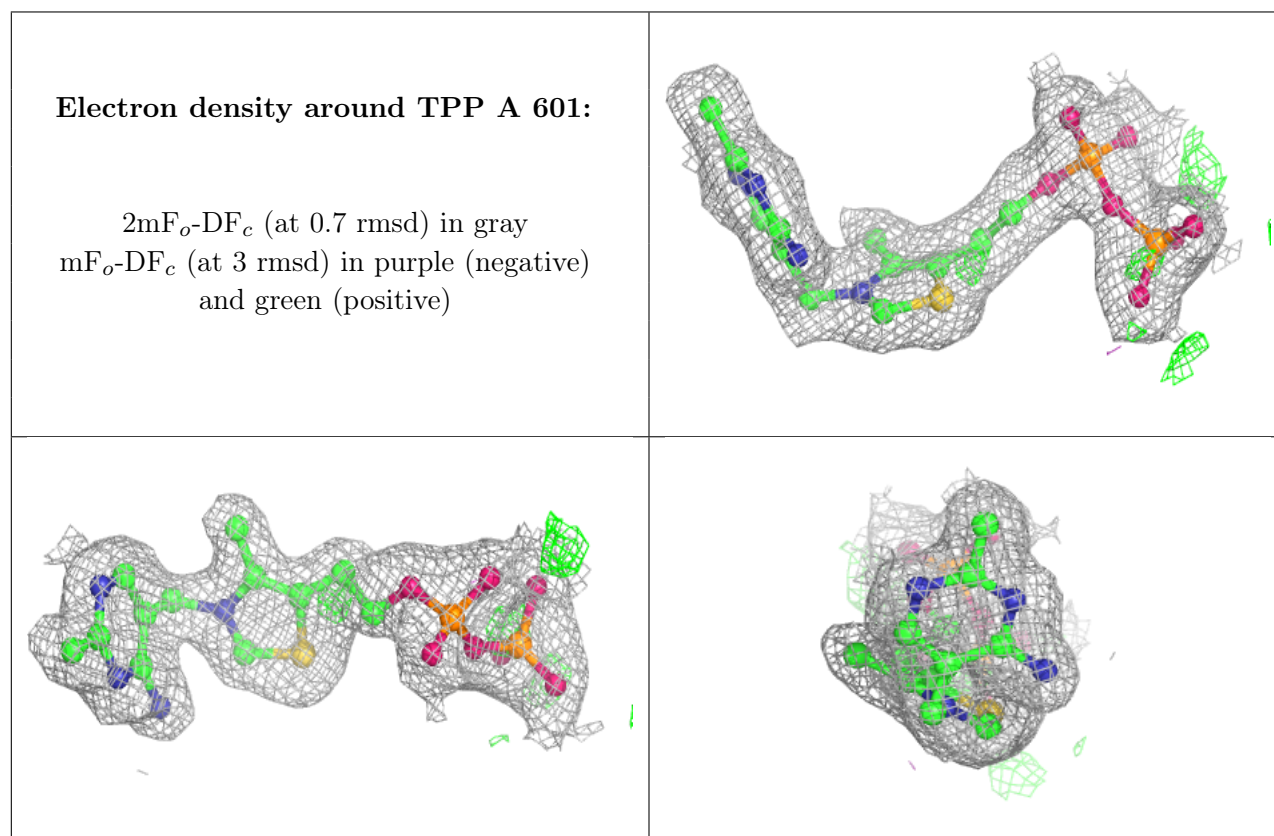 Electron density around TPP A 601:
2mFo-DFc (at 0.7 rmsd) in gray
mFo-DFc (at 3 rmsd) in purple (negative)
and green (positive)